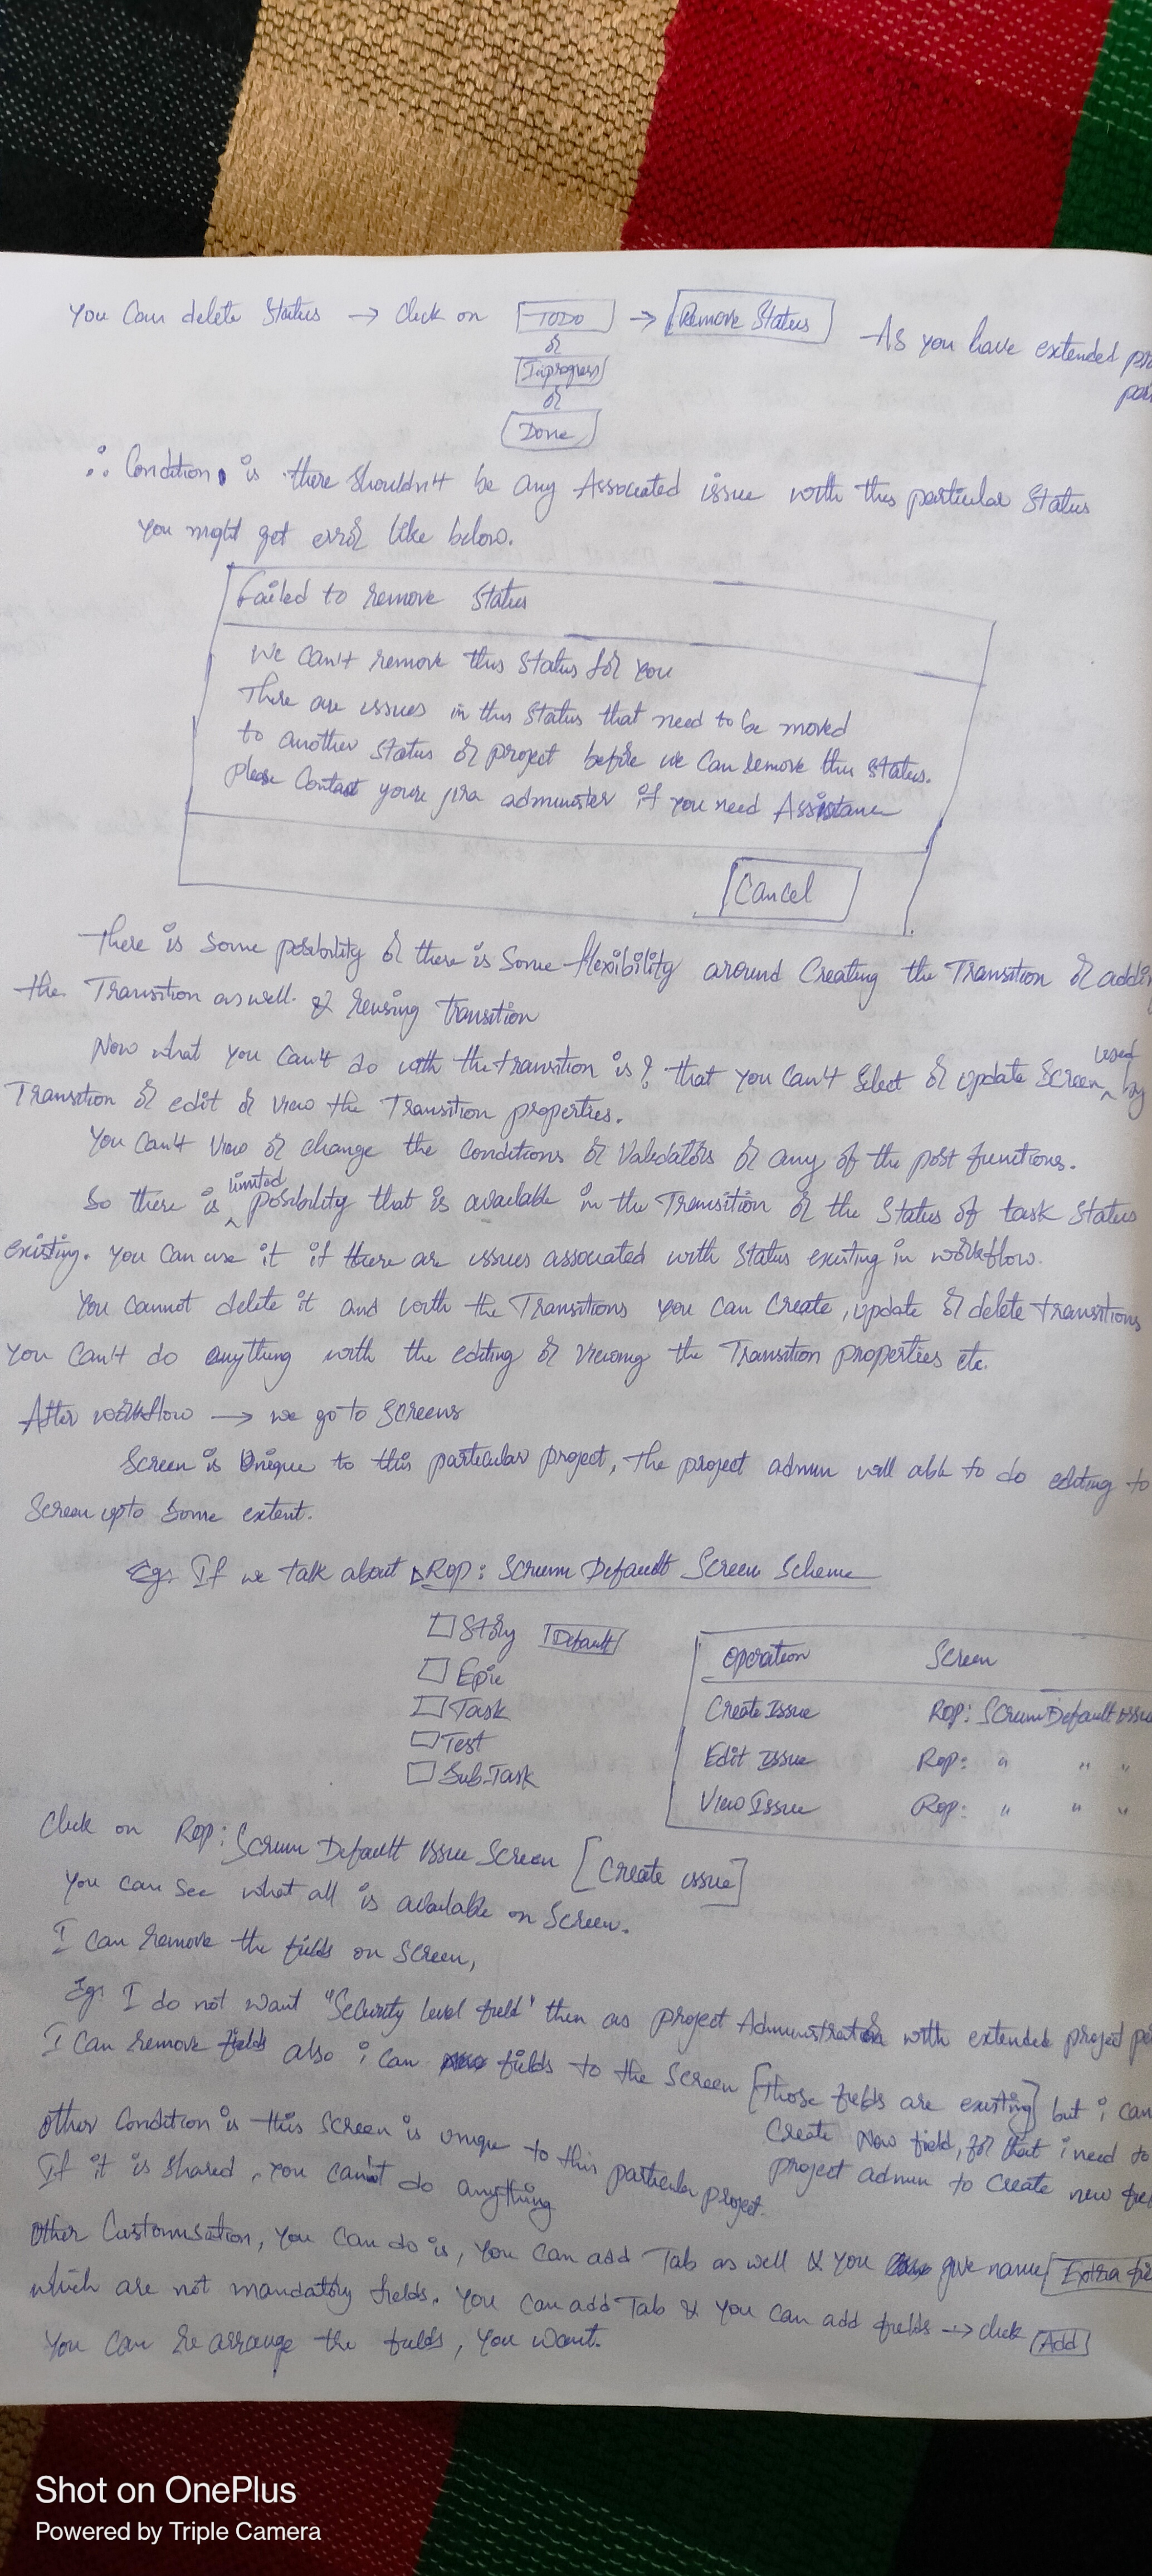 You Can delete Status → Click on [TODO] → [Remove Status] As you have extended
or
[Inprogress]
or
[Done]
∴ Condition is there shouldn't be any Associated issue with this particular Status
You might get error like below.
Failed to remove Status
We can't remove this Status for you
There are issues in this Status that need to be moved
to another Status or project before we Can remove this status.
please Contact youre jira administer if you need Assistance
[Cancel]
There is Some possibility or there is Some flexibility around Creating the Transition or
the Transition as well. & reusing transition
Now what you Can't do with the transition is? that you Can't Select or update Screen used by
Transition or edit or view the Transition properties.
You Can't View or change the Conditions or Validators or any of the post functions.
So there is limited possibility that is available in the Transition or the Status of task Status
existing. you Can use it if there are issues associated with Status existing in workflow.
You Cannot delete it and with the Transitions you can Create, update or delete transitions
You Can't do anything with the editing or Viewing the Transition properties etc.
After workflow → we go to Screens
Screen is Unique to this particular project, the project admin will able to do editing to
Screen upto Some extent.
Eg: If we talk about Rop: Scrum Default Screen Scheme
Story [Default]
Epic
Task
Test
Sub-Task
Operation Screen
Create Issue Rop: Scrum Default
Edit Issue Rop: " " "
View Issue Rop: " " "
Click on Rop: Scrum Default Issue Screen [Create issue]
You can See what all is available on Screen.
I Can remove the fields on Screen,
Eg: I do not want "Security level field" then as project Administrator with extended project
I Can remove fields also i can fields to the Screen [those fields are existing] but i
Create New field, for that i need to
project admin to Create new
other Condition is this Screen is unique to this particular project.
If it is Shared, you cannot do anything
other Customisation, you can do is, you can add Tab as well & you give name [Extra
which are not mandatory fields. You Can add Tab & you can add fields → click [Add]
You Can Re arrange the fields, you want.
Shot on OnePlus
Powered by Triple Camera